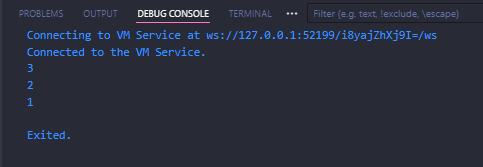 PROBLEMS OUTPUT DEBUG CONSOLE TERMINAL ... Filter (e.g. text, !exclude, \escape)
Connecting to VM Service at ws://127.0.0.1:52199/i8yajZhXj9I=/ws
Connected to the VM Service.
3
2
1
Exited.